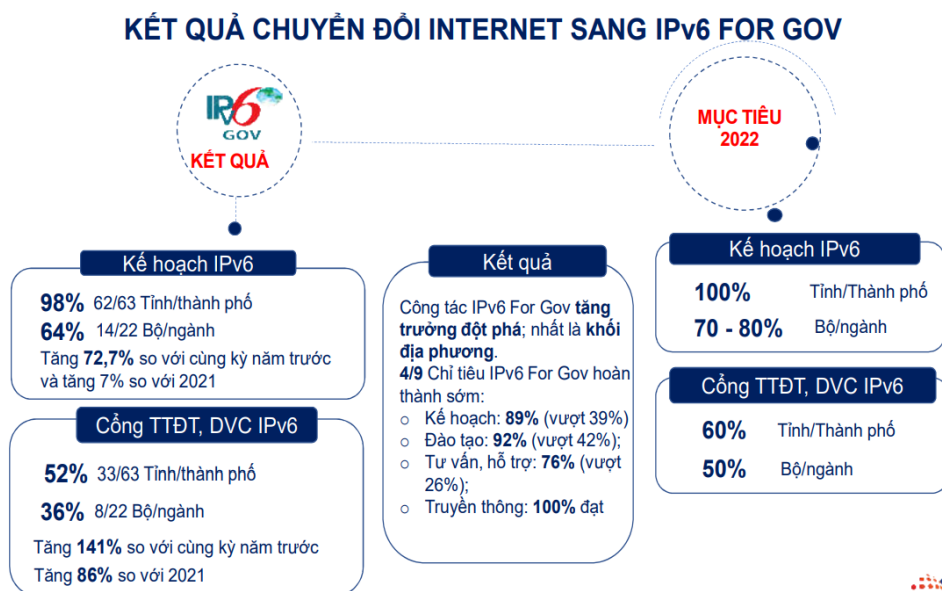 KẾT QUẢ CHUYỂN ĐỔI INTERNET SANG IPv6 FOR GOV
IPv6
GOV
KẾT QUẢ
MỤC TIÊU
2022
Kế hoạch IPv6
98% 62/63 Tỉnh/thành phố
64% 14/22 Bộ/ngành
Tăng 72,7% so với cùng kỳ năm trước
và tăng 7% so với 2021
Cổng TTĐT, DVC IPv6
52% 33/63 Tỉnh/thành phố
36% 8/22 Bộ/ngành
Tăng 141% so với cùng kỳ năm trước
Tăng 86% so với 2021
Kết quả
Công tác IPv6 For Gov tăng
trưởng đột phá; nhất là khối
địa phương.
4/9 Chỉ tiêu IPv6 For Gov hoàn
thành sớm:
o Kế hoạch: 89% (vượt 39%)
o Đào tạo: 92% (vượt 42%);
o Tư vấn, hỗ trợ: 76% (vượt
26%);
o Truyền thông: 100% đạt
Kế hoạch IPv6
100% Tỉnh/Thành phố
70 - 80% Bộ/ngành
Cổng TTĐT, DVC IPv6
60% Tỉnh/Thành phố
50% Bộ/ngành